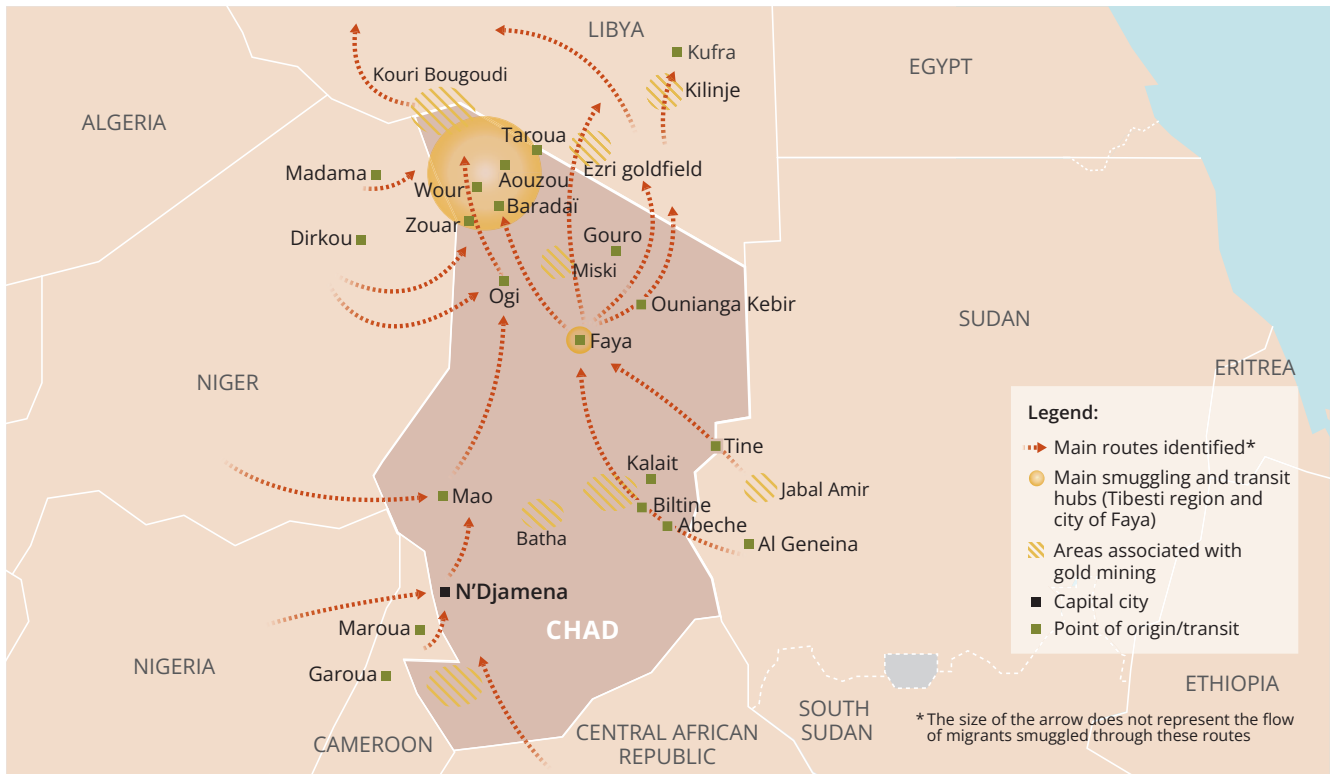 LIBYA
Kufra
EGYPT
Kouri Bougoudi
Kilinje
ALGERIA
Taroua
Ezri goldfield
Madama
Aouzou
Wour
Baradaï
Zouar
Dirkou
Gouro
Miski
Ogi
Ounianga Kebir
SUDAN
Faya
ERITREA
NIGER
Legend:
Main routes identified*
Main smuggling and transit
hubs (Tibesti region and
city of Faya)
Areas associated with
gold mining
Capital city
Point of origin/transit
Tine
Kalait
Jabal Amir
Mao
Biltine
Abeche
Batha
Al Geneina
N'Djamena
Maroua
CHAD
NIGERIA
Garoua
ETHIOPIA
SOUTH
SUDAN
CENTRAL AFRICAN
REPUBLIC
CAMEROON
* The size of the arrow does not represent the flow
of migrants smuggled through these routes